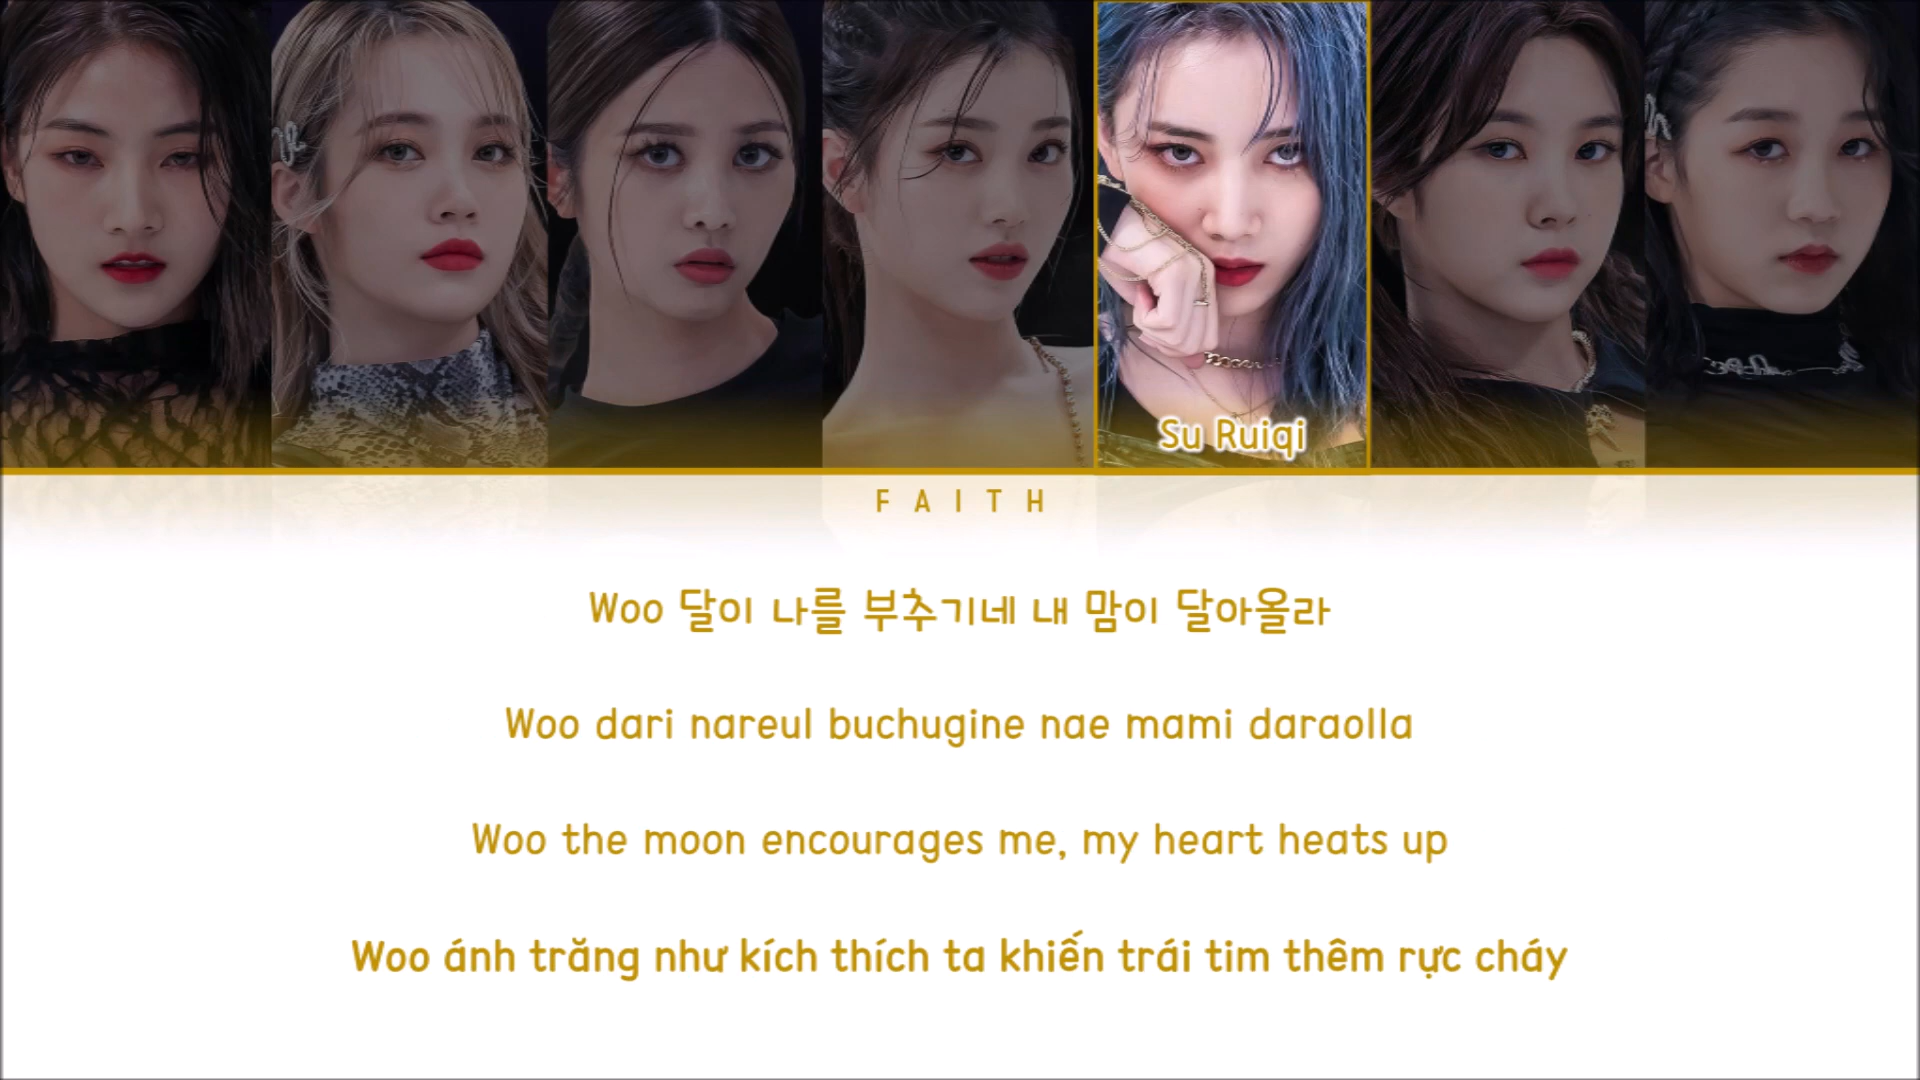 Su Ruiqi
FAITH
Woo 달이 나를 부추기네 내 맘이 달아올라
Woo dari nareul buchugine nae mami daraolla
Woo the moon encourages me, my heart heats up
Woo ánh trăng như kích thích ta khiến trái tim thêm rực cháy